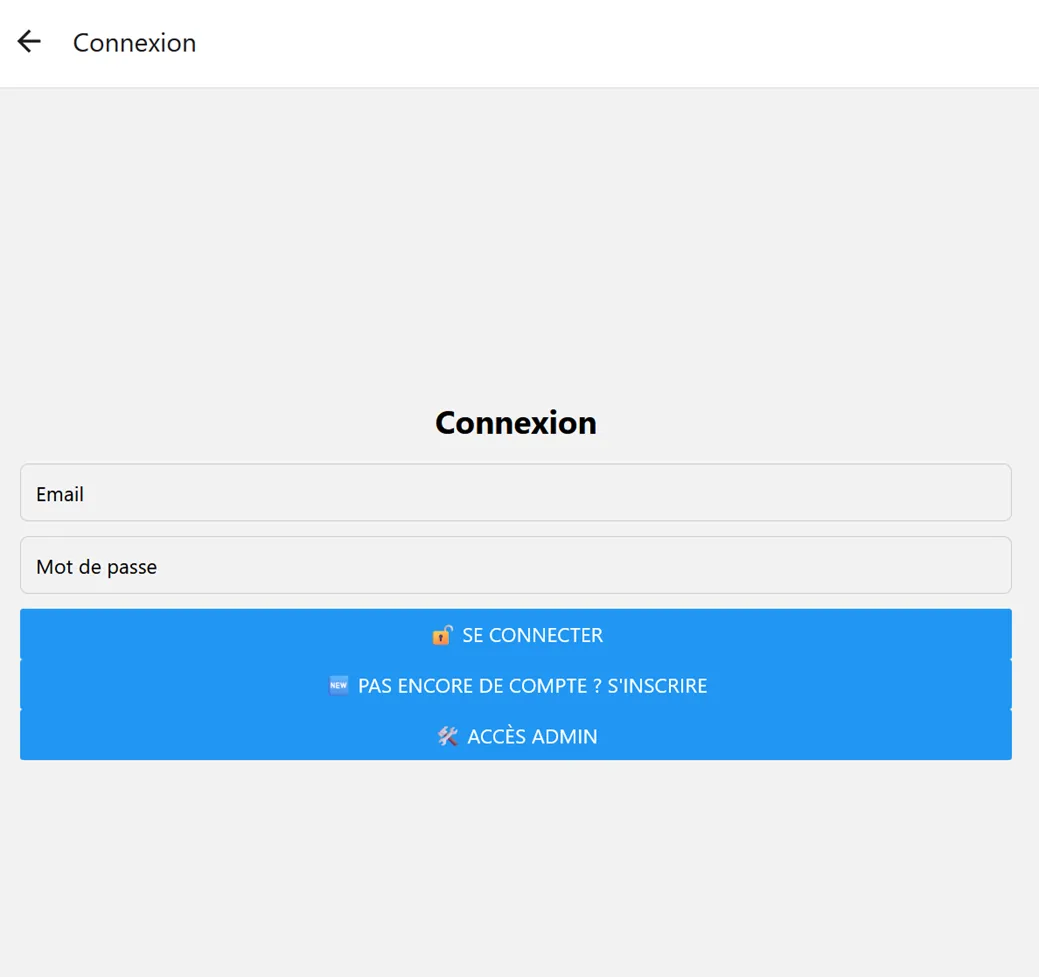 Connexion
Connexion
Email
Mot de passe
🔓 SE CONNECTER
🆕 PAS ENCORE DE COMPTE ? S'INSCRIRE
🛠 ACCÈS ADMIN